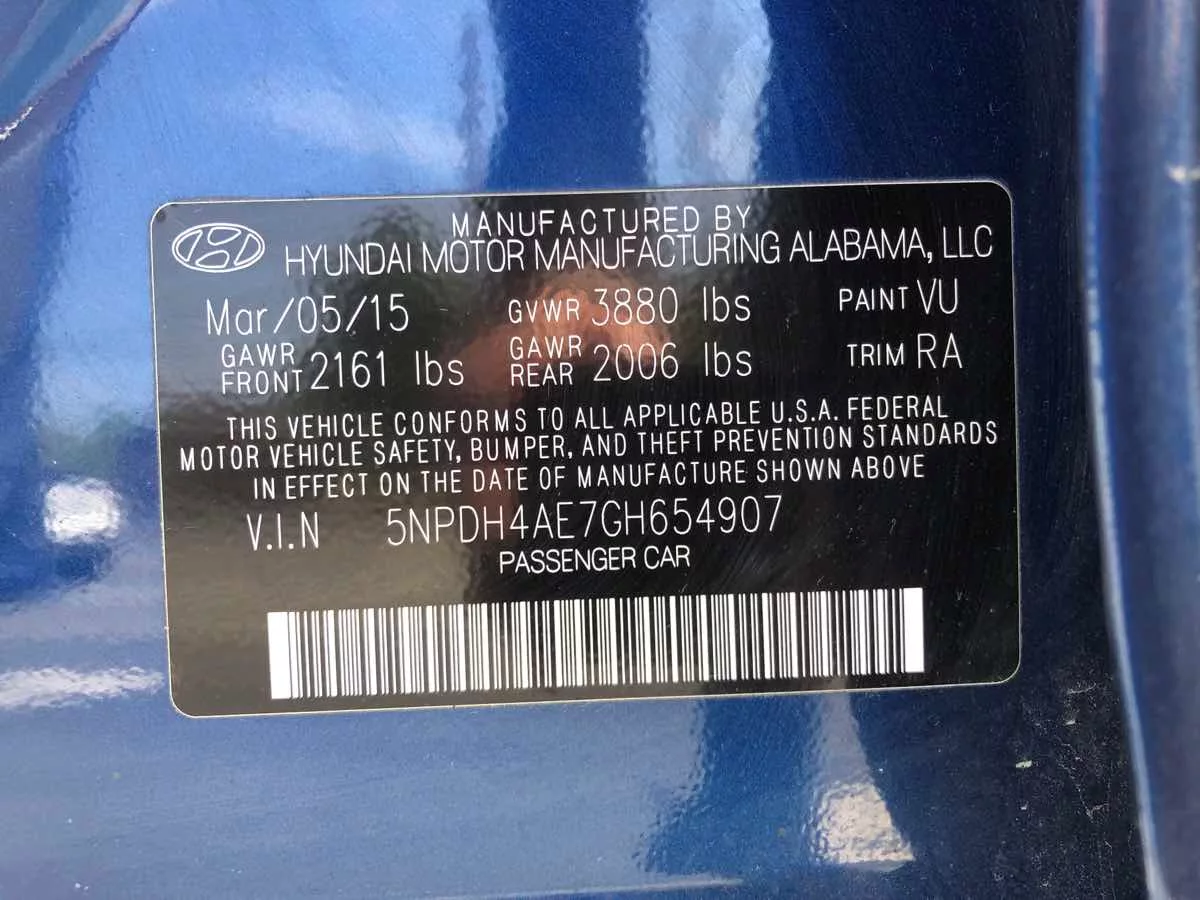 MANUFACTURED BY
HYUNDAI MOTOR MANUFACTURING ALABAMA, LLC
Mar/05/15 GVWR 3880 lbs PAINT VU
GAWR FRONT 2161 lbs GAWR REAR 2006 lbs TRIM RA
THIS VEHICLE CONFORMS TO ALL APPLICABLE U.S.A. FEDERAL
MOTOR VEHICLE SAFETY, BUMPER, AND THEFT PREVENTION STANDARDS
IN EFFECT ON THE DATE OF MANUFACTURE SHOWN ABOVE
V.I.N 5NPDH4AE7GH654907
PASSENGER CAR